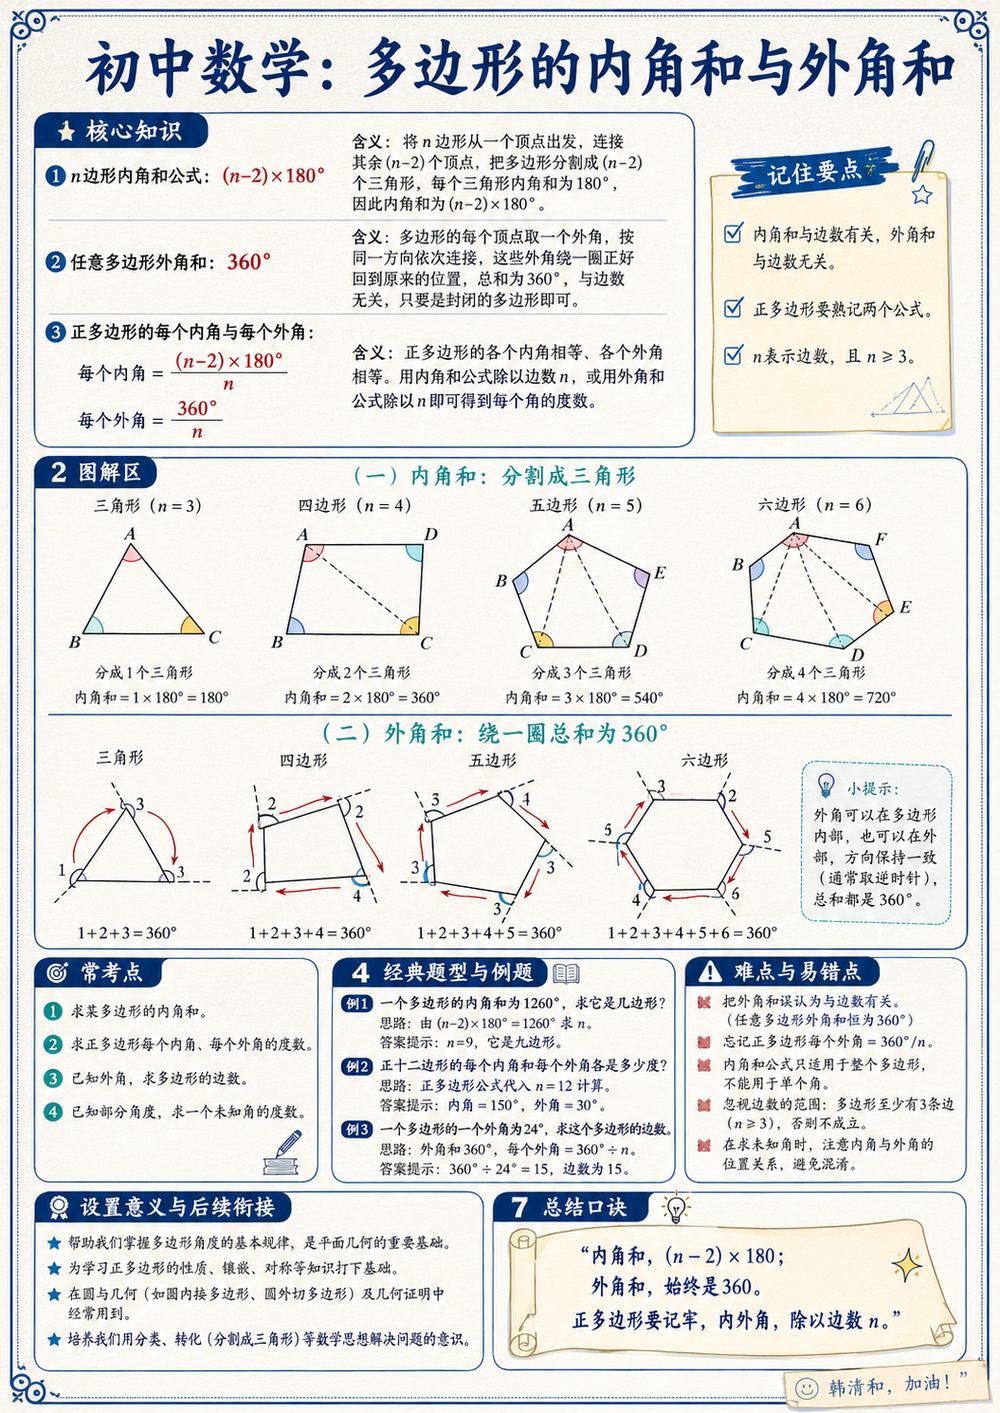 初中数学：多边形的内角和与外角和
核心知识
1 n边形内角和公式：(n−2)×180°
含义：将n边形从一个顶点出发，连接
其余(n−2)个顶点，把多边形分割成(n−2)
个三角形，每个三角形内角和为180°，
因此内角和为(n−2)×180°。
2 任意多边形外角和：360°
含义：多边形的每个顶点取一个外角，按
同一方向依次连接，这些外角绕一圈正好
回到原来的位置，总和为360°，与边数
无关，只要是封闭的多边形即可。
3 正多边形的每个内角与每个外角：
每个内角 = (n−2)×180° / n
每个外角 = 360° / n
含义：正多边形的各个内角相等、各个外角
相等。用内角和公式除以边数n，或用外角和
公式除以n即可得到每个角的度数。
记住要点
内角和与边数有关，外角和
与边数无关。
正多边形要熟记两个公式。
n表示边数，且 n ≥ 3。
2 图解区
（一）内角和：分割成三角形
三角形（n = 3）
A
B
C
分成1个三角形
内角和 = 1 × 180° = 180°
四边形（n = 4）
A
D
B
C
分成2个三角形
内角和 = 2 × 180° = 360°
五边形（n = 5）
A
B
E
C
D
分成3个三角形
内角和 = 3 × 180° = 540°
六边形（n = 6）
A
F
B
E
C
D
分成4个三角形
内角和 = 4 × 180° = 720°
（二）外角和：绕一圈总和为360°
三角形
3
1
3
1+2+3 = 360°
四边形
2
2
2
4
1+2+3+4 = 360°
五边形
3
4
3
3
3
1+2+3+4+5 = 360°
六边形
3
2
5
5
4
6
1+2+3+4+5+6 = 360°
小提示：
外角可以在多边形
内部，也可以在外
部，方向保持一致
（通常取逆时针），
总和都是360°。
常考点
1 求某多边形的内角和。
2 求正多边形每个内角、每个外角的度数。
3 已知外角，求多边形的边数。
4 已知部分角度，求一个未知角的度数。
4 经典题型与例题
例1 一个多边形的内角和为1260°，求它是几边形？
思路：由 (n−2)×180° = 1260° 求 n。
答案提示：n=9，它是九边形。
例2 正十二边形的每个内角和每个外角各是多少度？
思路：正多边形公式代入 n=12 计算。
答案提示：内角 = 150°，外角 = 30°。
例3 一个多边形的一个外角为24°，求这个多边形的边数。
思路：外角和360°，每个外角 = 360° ÷ n。
答案提示：360° ÷ 24° = 15，边数为15。
难点与易错点
把外角和误认为与边数有关。
（任意多边形外角和恒为360°）
忘记正多边形每个外角 = 360°/n。
内角和公式只适用于整个多边形，
不能用于单个角。
忽视边数的范围：多边形至少有3条边
（n ≥ 3），否则不成立。
在求未知角时，注意内角与外角的
位置关系，避免混淆。
设置意义与后续衔接
帮助我们掌握多边形角度的基本规律，是平面几何的重要基础。
为学习正多边形的性质、镶嵌、对称等知识打下基础。
在圆与几何（如圆内接多边形、圆外切多边形）及几何证明中
经常用到。
培养我们用分类、转化（分割成三角形）等数学思想解决问题的意识。
7 总结口诀
“内角和，(n − 2) × 180；
外角和，始终是360。
正多边形要记牢，内外角，除以边数 n。”
韩清和，加油！”